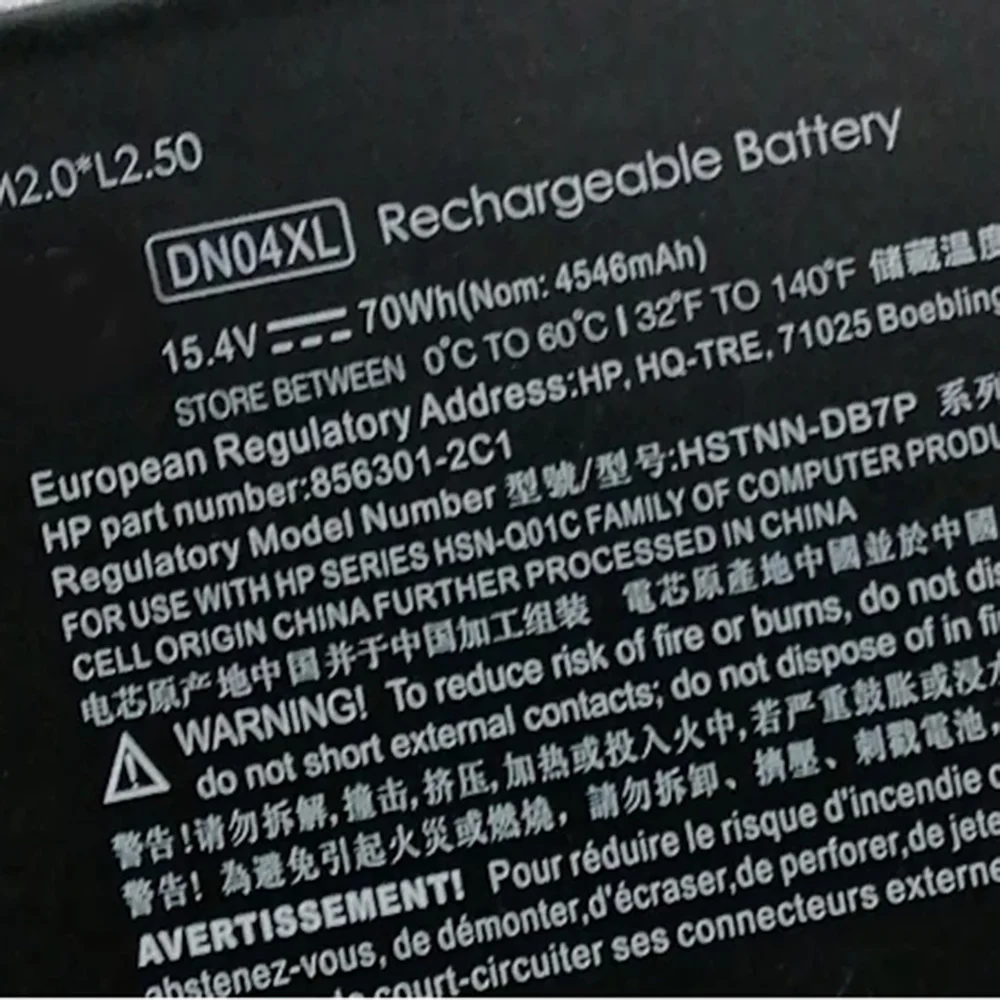 M2.0*L2.50
DN04XL Rechargeable Battery
15.4V 70Wh(Nom: 4546mAh)
STORE BETWEEN 0°C TO 60°C | 32°F TO 140°F 储藏温度
European Regulatory Address:HP, HQ-TRE, 71025 Boebling
HP part number:856301-2C1
Regulatory Model Number 型號/型号:HSTNN-DB7P 系列
FOR USE WITH HP SERIES HSN-Q01C FAMILY OF COMPUTER PRODU
CELL ORIGIN CHINA FURTHER PROCESSED IN CHINA
电芯原产地中国并于中国加工组装 電芯原產地中國並於中國
WARNING! To reduce risk of fire or burns, do not dis
do not short external contacts; do not dispose of in fi
警告!请勿拆解,撞击,挤压,加热或投入火中,若严重鼓胀或浸水
警告! 為避免引起火災或燃燒，請勿拆卸、擠壓、刺戳電池,
AVERTISSEMENT! Pour réduire le risque d'incendie
abstenez-vous, de démonter,d'écraser,de perforer,de jete
court-circuiter ses connecteurs externe